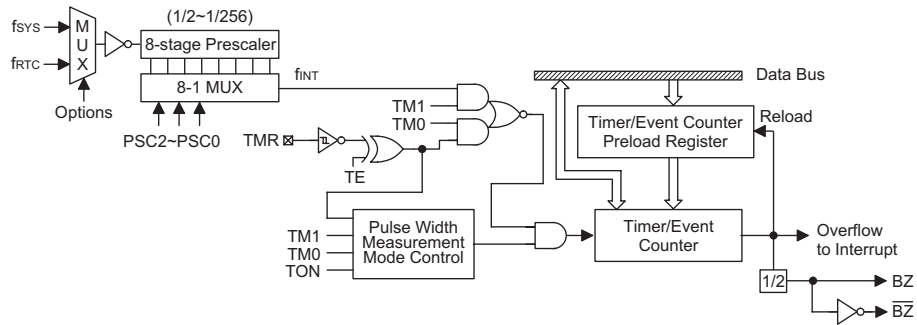 (1/2~1/256)
fSYS
M
U
X
8-stage Prescaler
fRTC
fINT
8-1 MUX
Options
PSC2~PSC0
Data Bus
TM1
TM0
Timer/Event Counter
Preload Register
Reload
TMR
TE
TM1
TM0
TON
Pulse Width
Measurement
Mode Control
Timer/Event
Counter
Overflow
to Interrupt
1/2
BZ
B̅Z̅